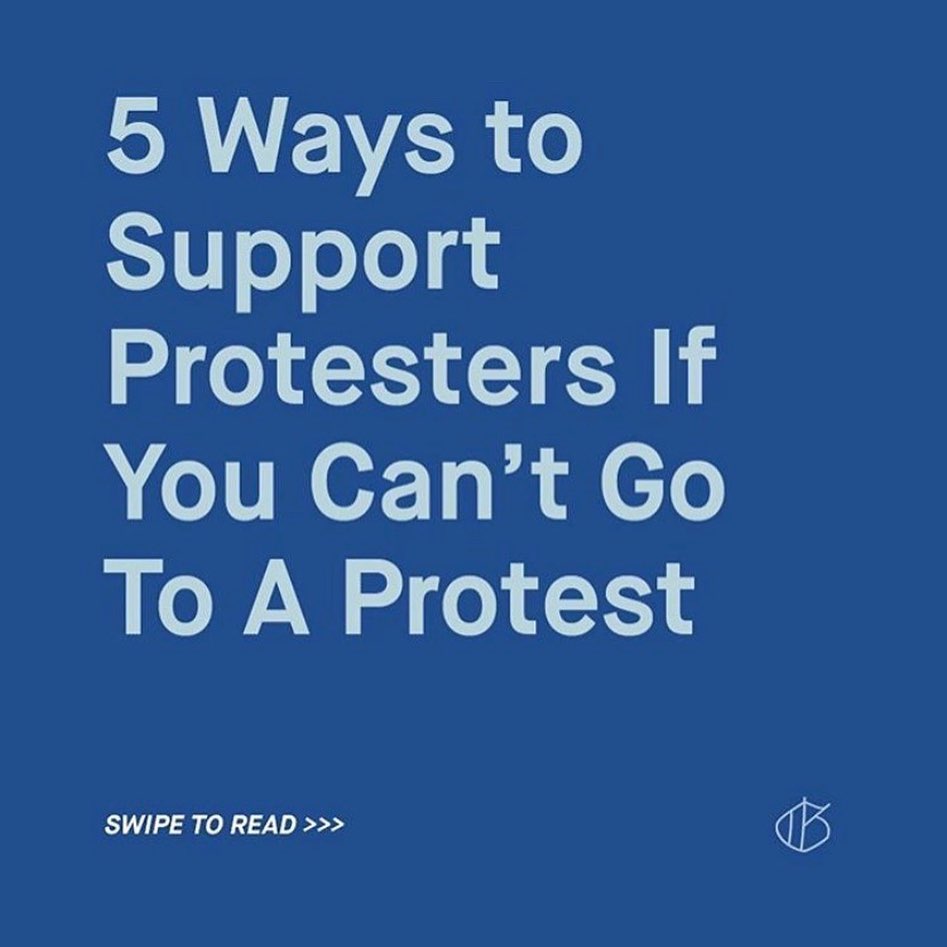 5 Ways to
Support
Protesters If
You Can’t Go
To A Protest
SWIPE TO READ >>>